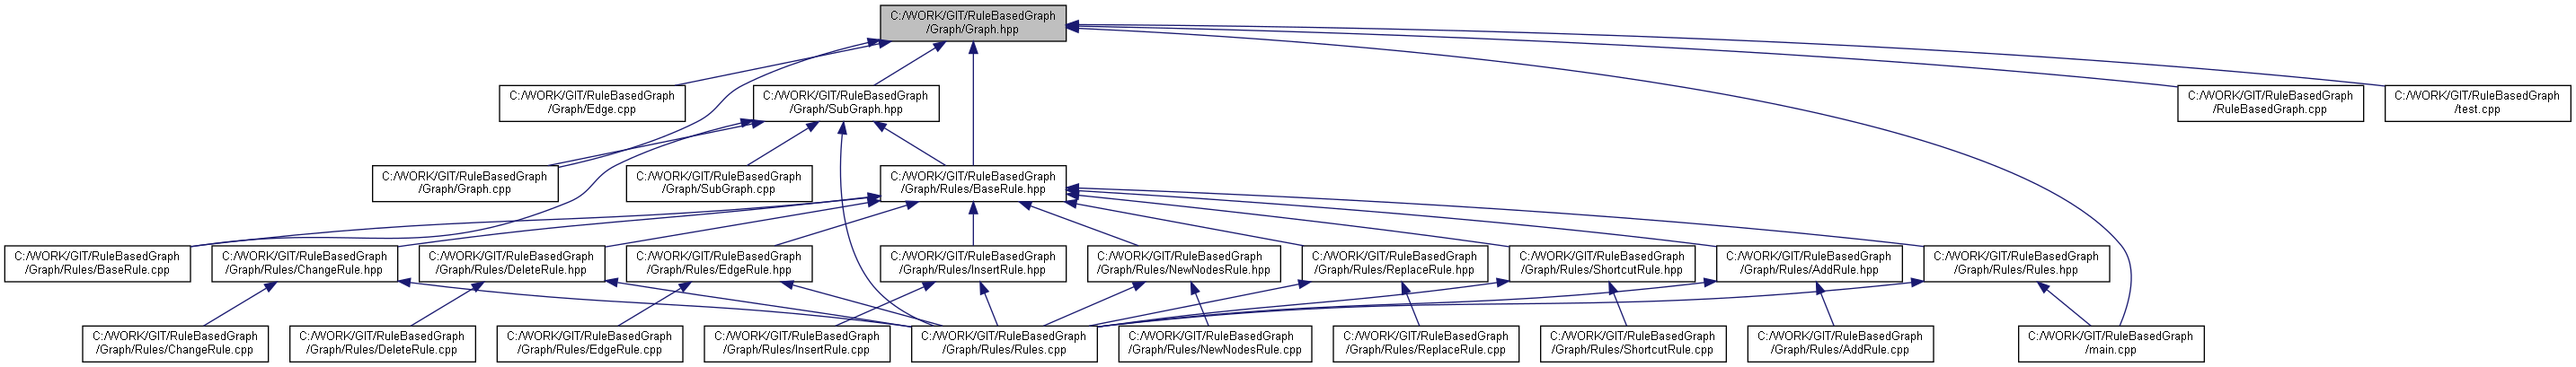 C:/WORK/GIT/RuleBasedGraph
/Graph/Graph.hpp
C:/WORK/GIT/RuleBasedGraph
/Graph/Edge.cpp
C:/WORK/GIT/RuleBasedGraph
/Graph/SubGraph.hpp
C:/WORK/GIT/RuleBasedGraph
/RuleBasedGraph.cpp
C:/WORK/GIT/RuleBasedGraph
/test.cpp
C:/WORK/GIT/RuleBasedGraph
/Graph/Graph.cpp
C:/WORK/GIT/RuleBasedGraph
/Graph/SubGraph.cpp
C:/WORK/GIT/RuleBasedGraph
/Graph/Rules/BaseRule.hpp
C:/WORK/GIT/RuleBasedGraph
/Graph/Rules/BaseRule.cpp
C:/WORK/GIT/RuleBasedGraph
/Graph/Rules/ChangeRule.hpp
C:/WORK/GIT/RuleBasedGraph
/Graph/Rules/DeleteRule.hpp
C:/WORK/GIT/RuleBasedGraph
/Graph/Rules/EdgeRule.hpp
C:/WORK/GIT/RuleBasedGraph
/Graph/Rules/InsertRule.hpp
C:/WORK/GIT/RuleBasedGraph
/Graph/Rules/NewNodesRule.hpp
C:/WORK/GIT/RuleBasedGraph
/Graph/Rules/ReplaceRule.hpp
C:/WORK/GIT/RuleBasedGraph
/Graph/Rules/ShortcutRule.hpp
C:/WORK/GIT/RuleBasedGraph
/Graph/Rules/AddRule.hpp
C:/WORK/GIT/RuleBasedGraph
/Graph/Rules/Rules.hpp
C:/WORK/GIT/RuleBasedGraph
/Graph/Rules/ChangeRule.cpp
C:/WORK/GIT/RuleBasedGraph
/Graph/Rules/DeleteRule.cpp
C:/WORK/GIT/RuleBasedGraph
/Graph/Rules/EdgeRule.cpp
C:/WORK/GIT/RuleBasedGraph
/Graph/Rules/InsertRule.cpp
C:/WORK/GIT/RuleBasedGraph
/Graph/Rules/Rules.cpp
C:/WORK/GIT/RuleBasedGraph
/Graph/Rules/NewNodesRule.cpp
C:/WORK/GIT/RuleBasedGraph
/Graph/Rules/ReplaceRule.cpp
C:/WORK/GIT/RuleBasedGraph
/Graph/Rules/ShortcutRule.cpp
C:/WORK/GIT/RuleBasedGraph
/Graph/Rules/AddRule.cpp
C:/WORK/GIT/RuleBasedGraph
/main.cpp